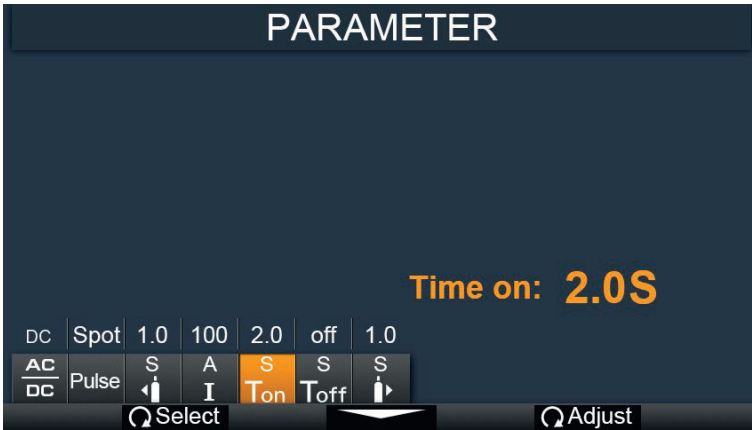 PARAMETER
Time on: 2.0S
DC Spot 1.0 100 2.0 off 1.0
AC DC Pulse S A I S Ton S Toff S
Select Adjust